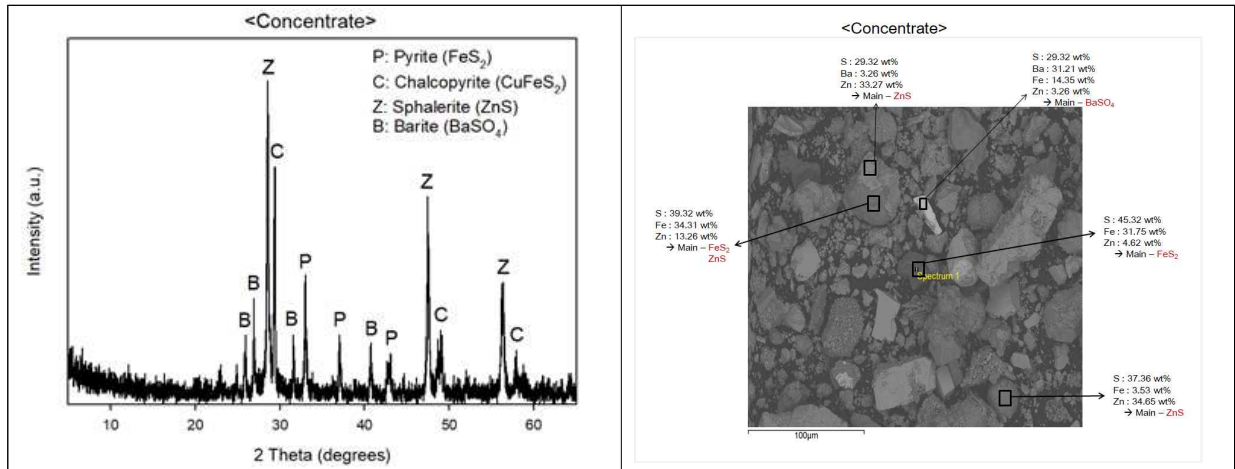 <Concentrate>
P: Pyrite (FeS₂)
C: Chalcopyrite (CuFeS₂)
Z: Sphalerite (ZnS)
B: Barite (BaSO₄)
Z
C
Z
P
B
Z
B
B
P
B
P
C
C
Intensity (a.u.)
10
20
30
40
50
60
2 Theta (degrees)
<Concentrate>
S : 29.32 wt%
Ba : 3.26 wt%
Zn : 33.27 wt%
→ Main – ZnS
S : 29.32 wt%
Ba : 31.21 wt%
Fe : 14.35 wt%
Zn : 3.26 wt%
→ Main – BaSO₄
S : 39.32 wt%
Fe : 34.31 wt%
Zn : 13.26 wt%
→ Main – FeS₂
ZnS
S : 45.32 wt%
Fe : 31.75 wt%
Zn : 4.62 wt%
→ Main – FeS₂
Spectrum 1
S : 37.36 wt%
Fe : 3.53 wt%
Zn : 34.65 wt%
→ Main – ZnS
100µm